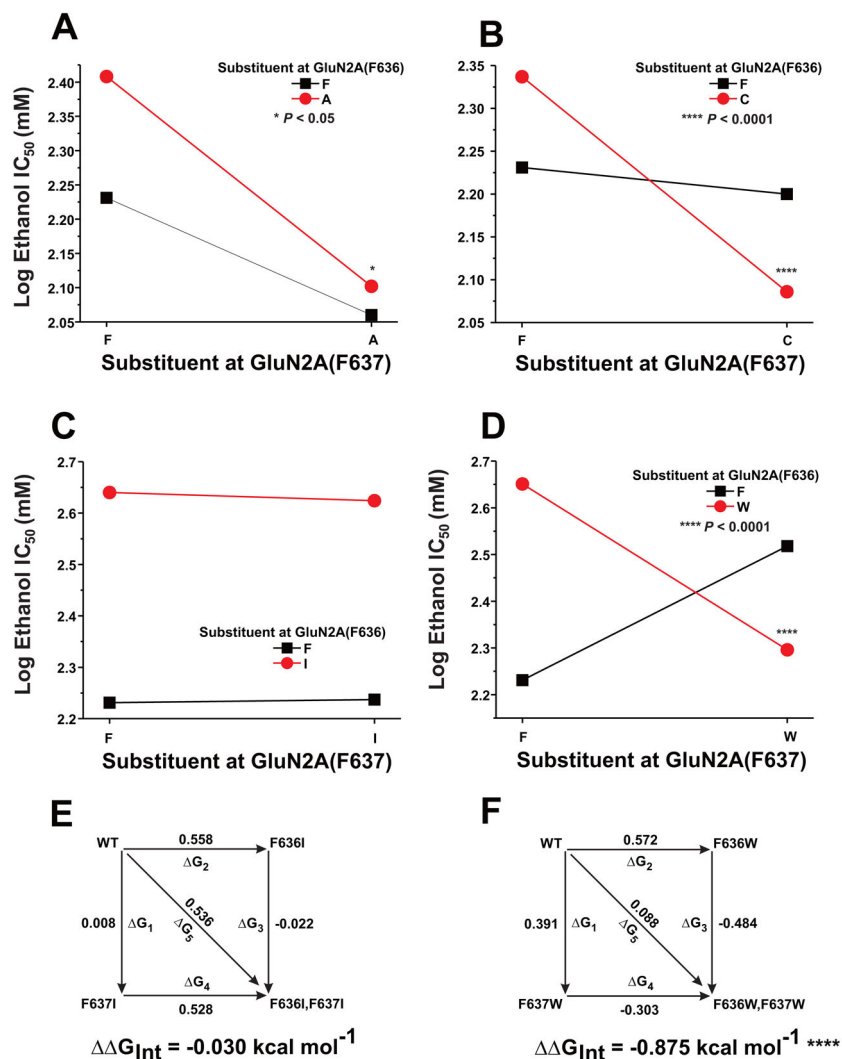 A
Log Ethanol IC50 (mM)
2.40
2.35
2.30
2.25
2.20
2.15
2.10
2.05
Substituent at GluN2A(F636)
F
A
* P < 0.05
*
F A
Substituent at GluN2A(F637)
B
Log Ethanol IC50 (mM)
2.35
2.30
2.25
2.20
2.15
2.10
2.05
Substituent at GluN2A(F636)
F
C
**** P < 0.0001
****
F C
Substituent at GluN2A(F637)
C
Log Ethanol IC50 (mM)
2.7
2.6
2.5
2.4
2.3
2.2
Substituent at GluN2A(F636)
F
I
F I
Substituent at GluN2A(F637)
D
Log Ethanol IC50 (mM)
2.7
2.6
2.5
2.4
2.3
2.2
Substituent at GluN2A(F636)
F
W
**** P < 0.0001
****
F W
Substituent at GluN2A(F637)
E
WT 0.558 F636I
ΔG2
0.536
0.008 ΔG1 ΔG5 ΔG3 -0.022
ΔG4
F637I F636I,F637I
0.528
ΔΔGInt = -0.030 kcal mol-1
F
WT 0.572 F636W
ΔG2
0.088
0.391 ΔG1 ΔG5 ΔG3 -0.484
ΔG4
F637W F636W,F637W
-0.303
ΔΔGInt = -0.875 kcal mol-1 ****